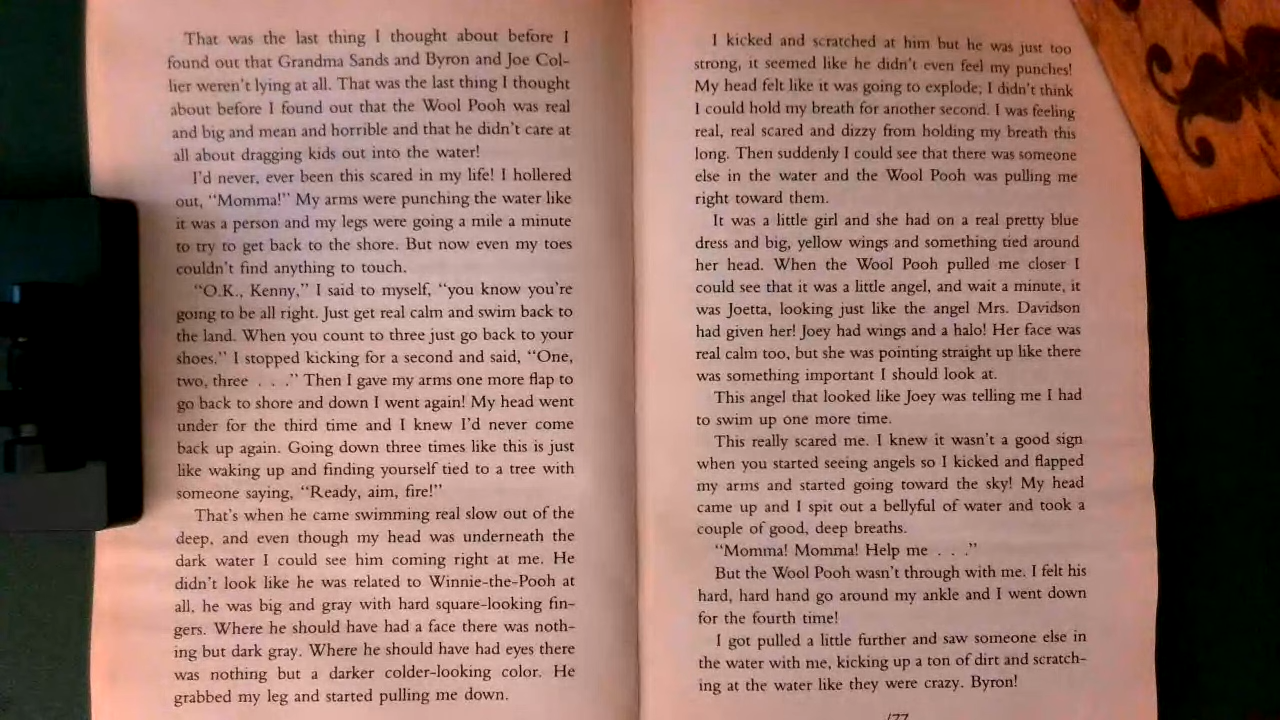 That was the last thing I thought about before I
found out that Grandma Sands and Byron and Joe Col-
lier weren't lying at all. That was the last thing I thought
about before I found out that the Wool Pooh was real
and big and mean and horrible and that he didn't care at
all about dragging kids out into the water!
I'd never, ever been this scared in my life! I hollered
out, “Momma!” My arms were punching the water like
it was a person and my legs were going a mile a minute
to try to get back to the shore. But now even my toes
couldn't find anything to touch.
“O.K., Kenny,” I said to myself, “you know you're
going to be all right. Just get real calm and swim back to
the land. When you count to three just go back to your
shoes.” I stopped kicking for a second and said, “One,
two, three . . .” Then I gave my arms one more flap to
go back to shore and down I went again! My head went
under for the third time and I knew I'd never come
back up again. Going down three times like this is just
like waking up and finding yourself tied to a tree with
someone saying, “Ready, aim, fire!”
That's when he came swimming real slow out of the
deep, and even though my head was underneath the
dark water I could see him coming right at me. He
didn't look like he was related to Winnie-the-Pooh at
all, he was big and gray with hard square-looking fin-
gers. Where he should have had a face there was noth-
ing but dark gray. Where he should have had eyes there
was nothing but a darker colder-looking color. He
grabbed my leg and started pulling me down.
I kicked and scratched at him but he was just too
strong, it seemed like he didn't even feel my punches!
My head felt like it was going to explode; I didn't think
I could hold my breath for another second. I was feeling
real, real scared and dizzy from holding my breath this
long. Then suddenly I could see that there was someone
else in the water and the Wool Pooh was pulling me
right toward them.
It was a little girl and she had on a real pretty blue
dress and big, yellow wings and something tied around
her head. When the Wool Pooh pulled me closer I
could see that it was a little angel, and wait a minute, it
was Joetta, looking just like the angel Mrs. Davidson
had given her! Joey had wings and a halo! Her face was
real calm too, but she was pointing straight up like there
was something important I should look at.
This angel that looked like Joey was telling me I had
to swim up one more time.
This really scared me. I knew it wasn't a good sign
when you started seeing angels so I kicked and flapped
my arms and started going toward the sky! My head
came up and I spit out a bellyful of water and took a
couple of good, deep breaths.
“Momma! Momma! Help me . . .”
But the Wool Pooh wasn't through with me. I felt his
hard, hard hand go around my ankle and I went down
for the fourth time!
I got pulled a little further and saw someone else in
the water with me, kicking up a ton of dirt and scratch-
ing at the water like they were crazy. Byron!